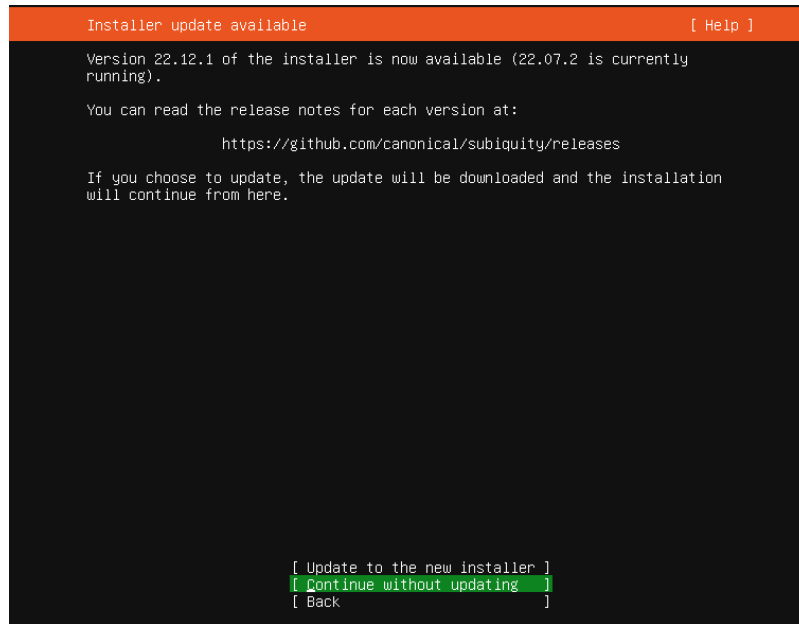 Installer update available [ Help ]
Version 22.12.1 of the installer is now available (22.07.2 is currently
running).
You can read the release notes for each version at:
https://github.com/canonical/subiquity/releases
If you choose to update, the update will be downloaded and the installation
will continue from here.
[ Update to the new installer ]
[ Continue without updating ]
[ Back ]